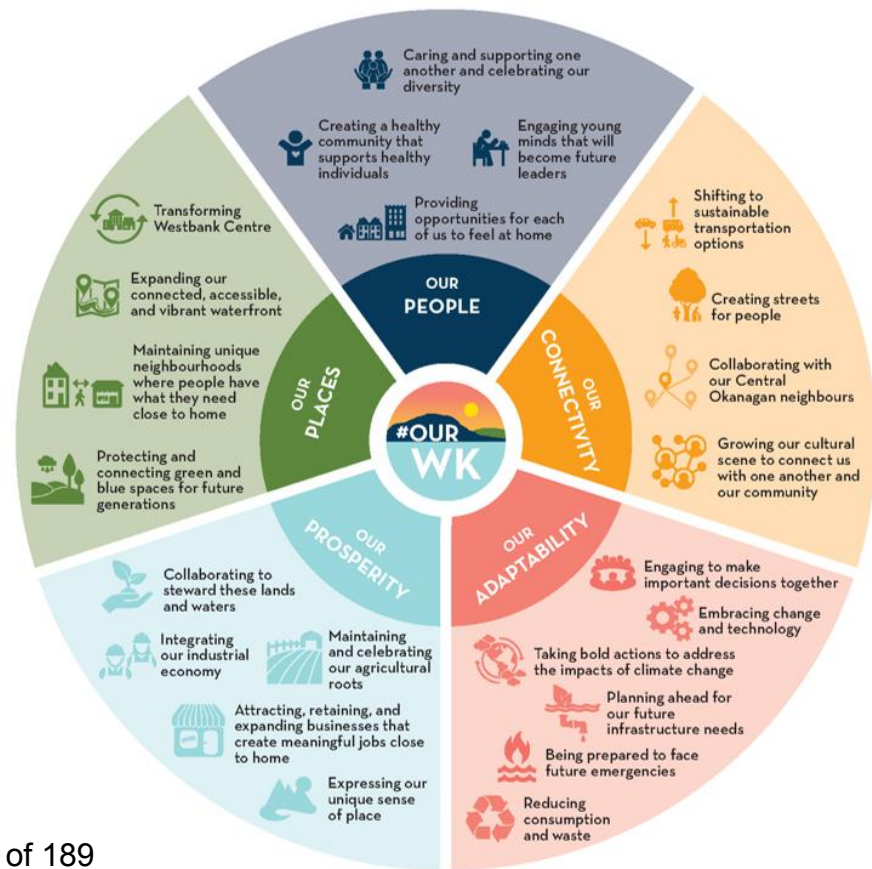 Caring and supporting one
another and celebrating our
diversity
Creating a healthy
community that
supports healthy
individuals
Engaging young
minds that will
become future
leaders
Providing
opportunities for each
of us to feel at home
OUR
PEOPLE
Shifting to
sustainable
transportation
options
Creating streets
for people
Collaborating with
our Central
Okanagan neighbours
Growing our cultural
scene to connect us
with one another and
our community
OUR
CONNECTIVITY
Transforming
Westbank Centre
Expanding our
connected, accessible,
and vibrant waterfront
Maintaining unique
neighbourhoods
where people have
what they need
close to home
Protecting and
connecting green and
blue spaces for future
generations
OUR
PLACES
#OUR
WK
OUR
PROSPERITY
Collaborating to
steward these lands
and waters
Integrating
our industrial
economy
Maintaining
and celebrating
our agricultural
roots
Attracting, retaining, and
expanding businesses that
create meaningful jobs close
to home
Expressing our
unique sense
of place
OUR
ADAPTABILITY
Engaging to make
important decisions together
Embracing change
and technology
Taking bold actions to address
the impacts of climate change
Planning ahead for
our future
infrastructure needs
Being prepared to face
future emergencies
Reducing
consumption
and waste
of 189